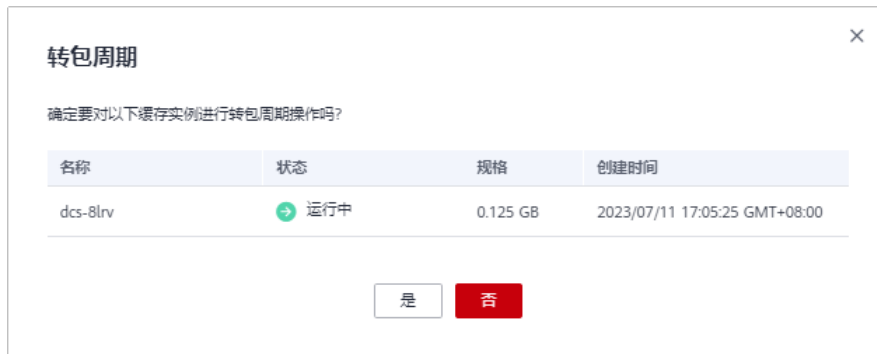 转包周期
确定要对以下缓存实例进行转包周期操作吗?
名称 状态 规格 创建时间
dcs-8lrv 运行中 0.125 GB 2023/07/11 17:05:25 GMT+08:00
是 否